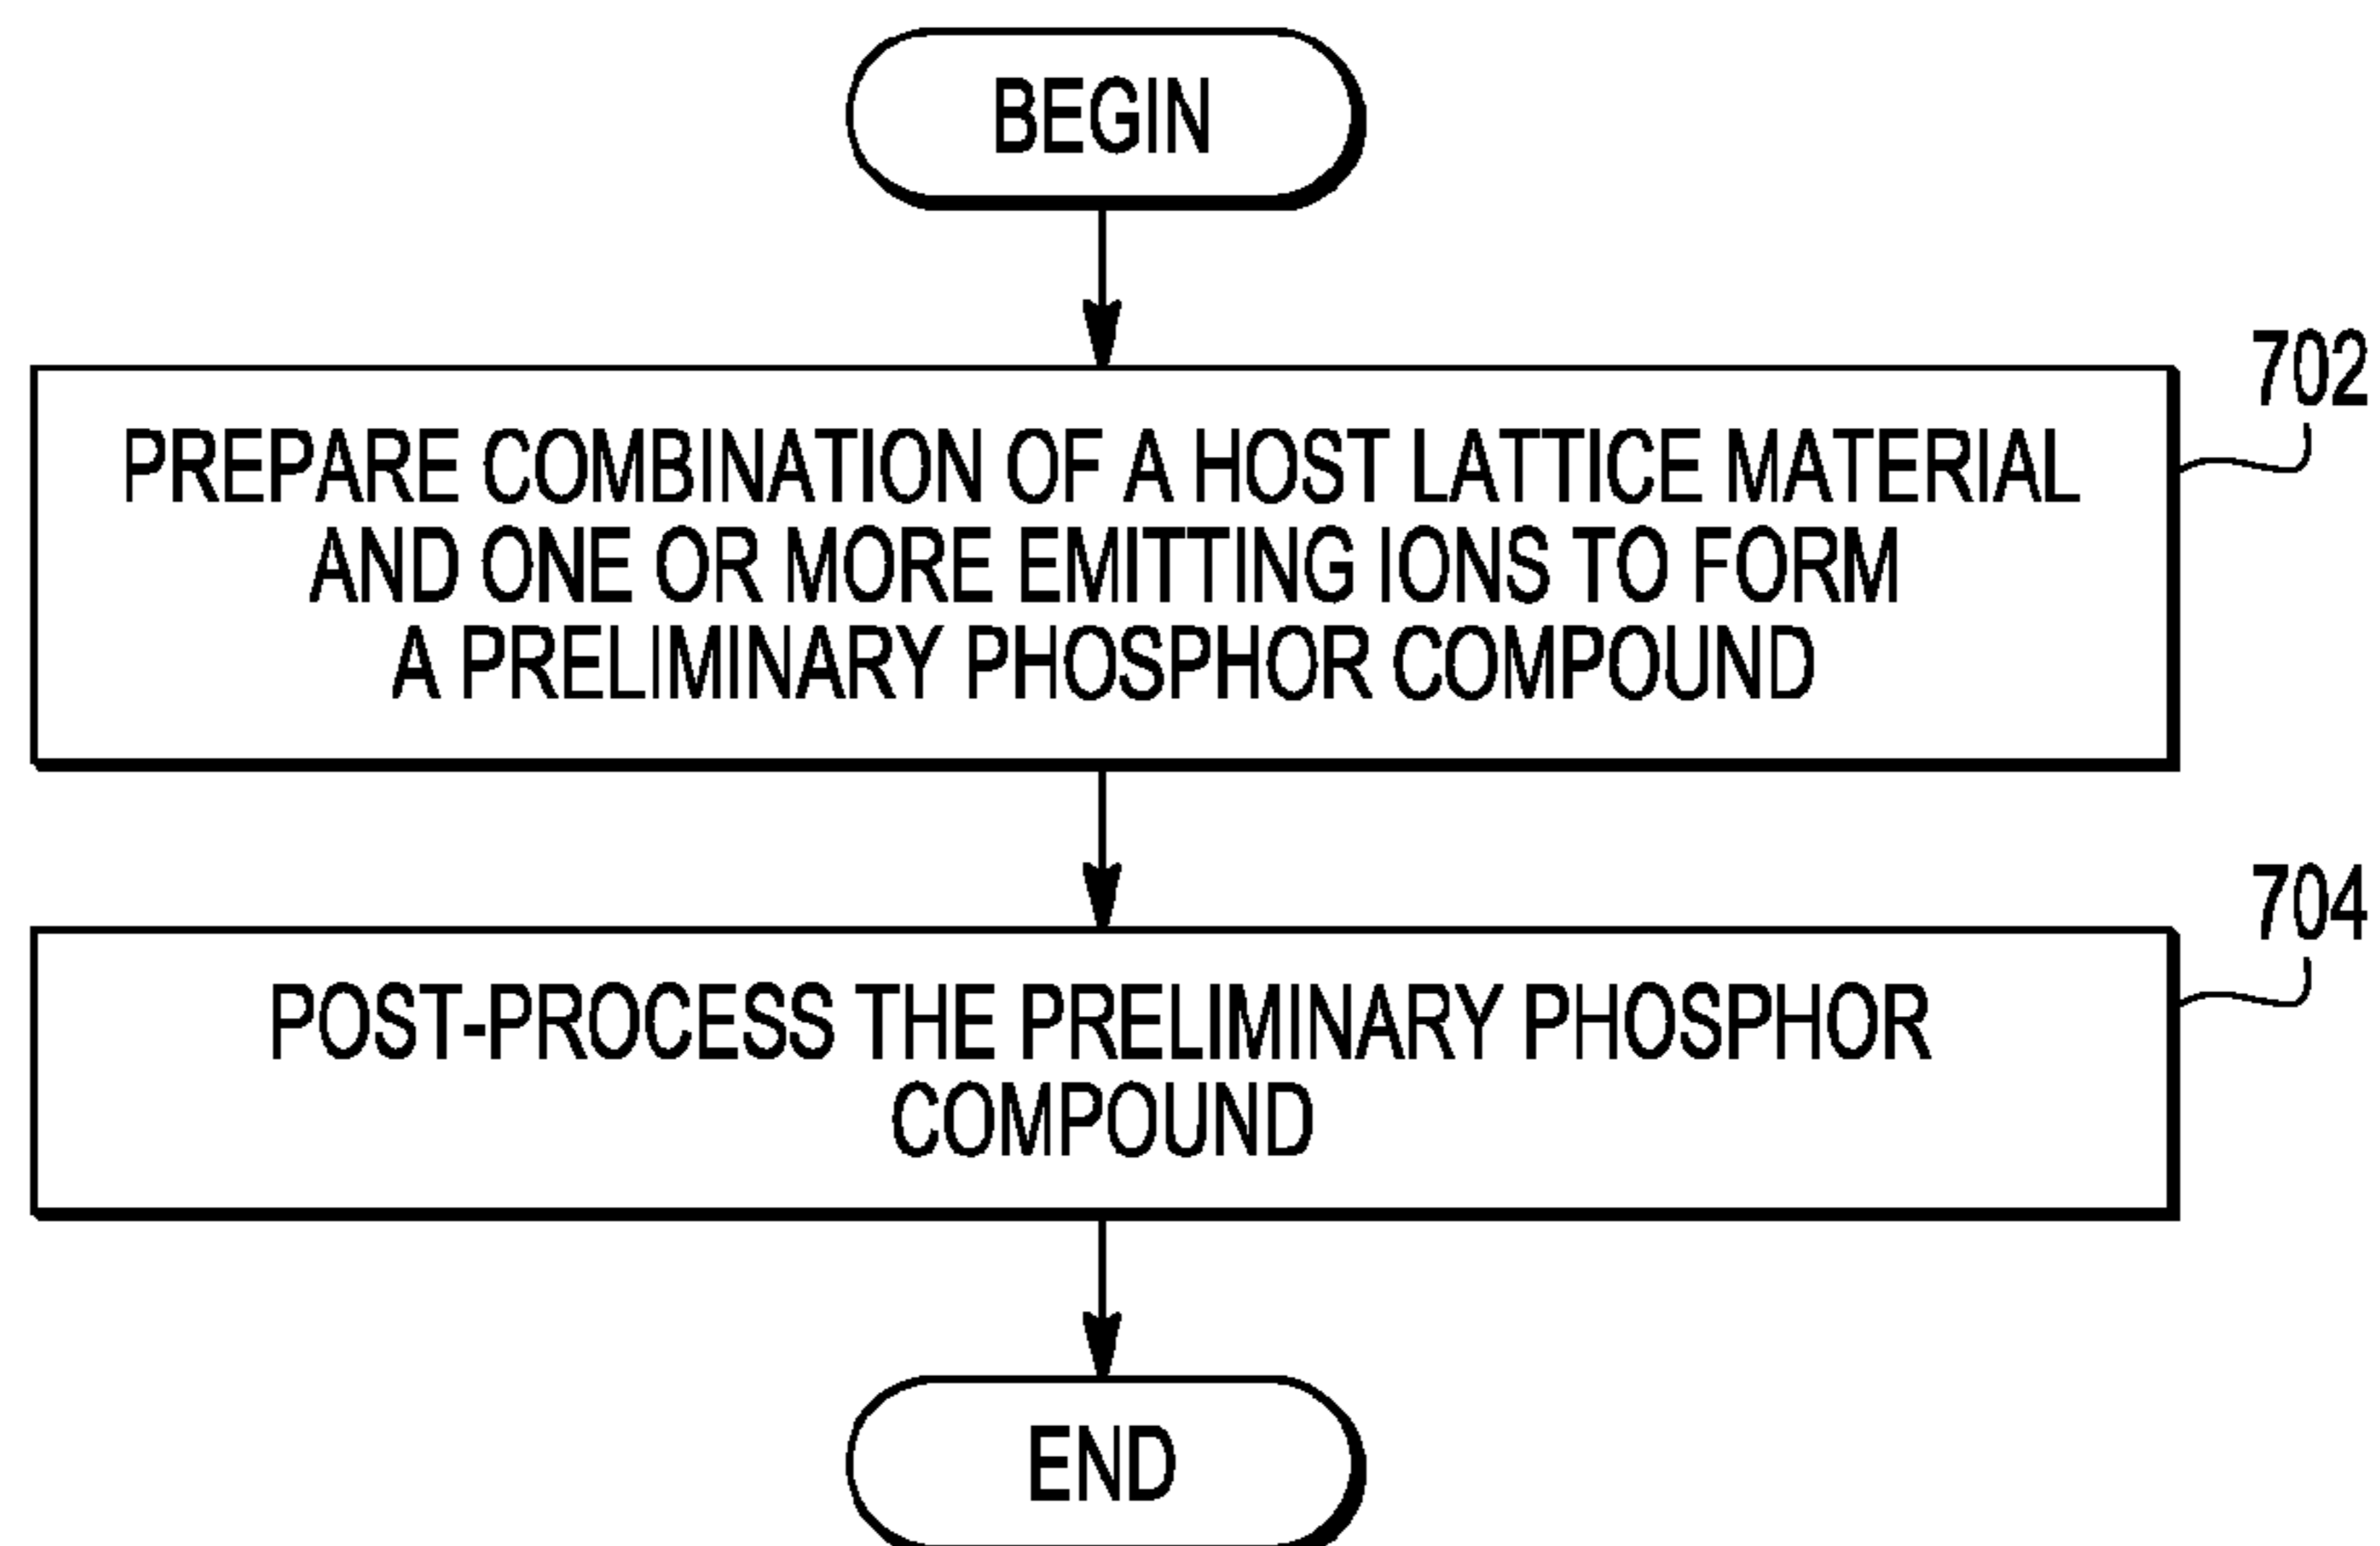 BEGIN
702
PREPARE COMBINATION OF A HOST LATTICE MATERIAL
AND ONE OR MORE EMITTING IONS TO FORM
A PRELIMINARY PHOSPHOR COMPOUND
704
POST-PROCESS THE PRELIMINARY PHOSPHOR
COMPOUND
END